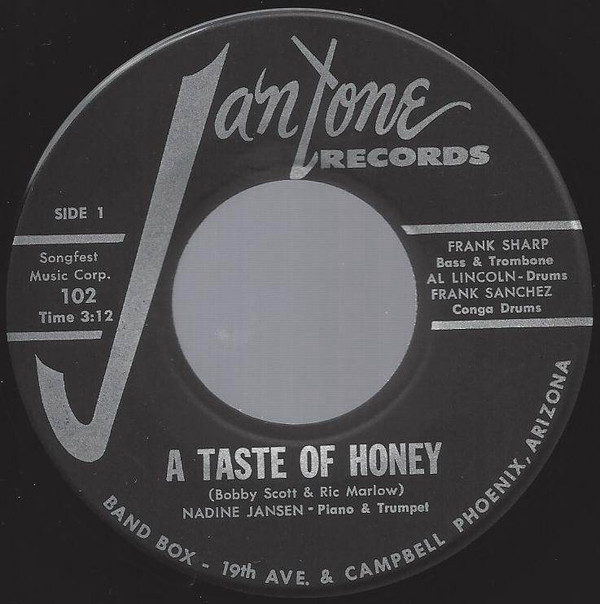 JanTone
RECORDS
SIDE 1
Songfest
Music Corp.
102
Time 3:12
FRANK SHARP
Bass & Trombone
AL LINCOLN - Drums
FRANK SANCHEZ
Conga Drums
A TASTE OF HONEY
(Bobby Scott & Ric Marlow)
NADINE JANSEN - Piano & Trumpet
BAND BOX - 19th AVE. & CAMPBELL PHOENIX, ARIZONA